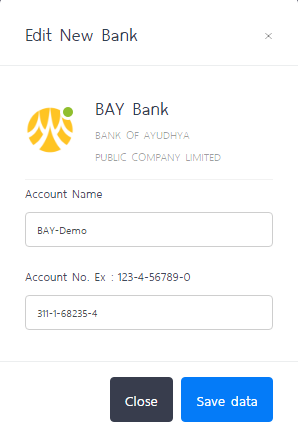 Edit New Bank ×
BAY Bank
BANK OF AYUDHYA
PUBLIC COMPANY LIMITED
Account Name
BAY-Demo
Account No. Ex : 123-4-56789-0
311-1-68235-4
Close Save data